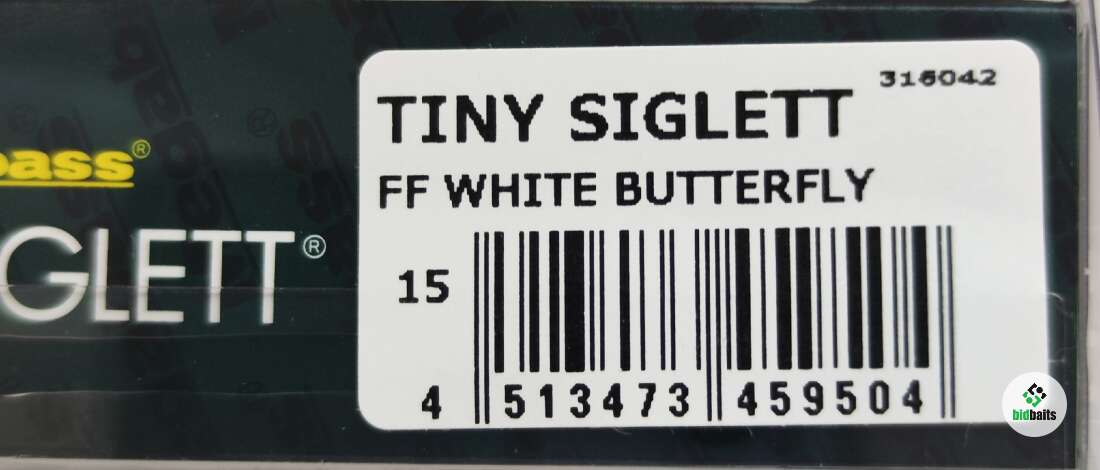 316042
TINY SIGLETT
FF WHITE BUTTERFLY
bass®
GLETT®
15
4 513473 459504
bidbaits